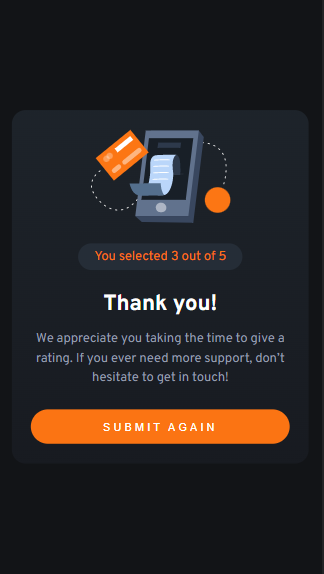 You selected 3 out of 5
Thank you!
We appreciate you taking the time to give a
rating. If you ever need more support, don't
hesitate to get in touch!
SUBMIT AGAIN